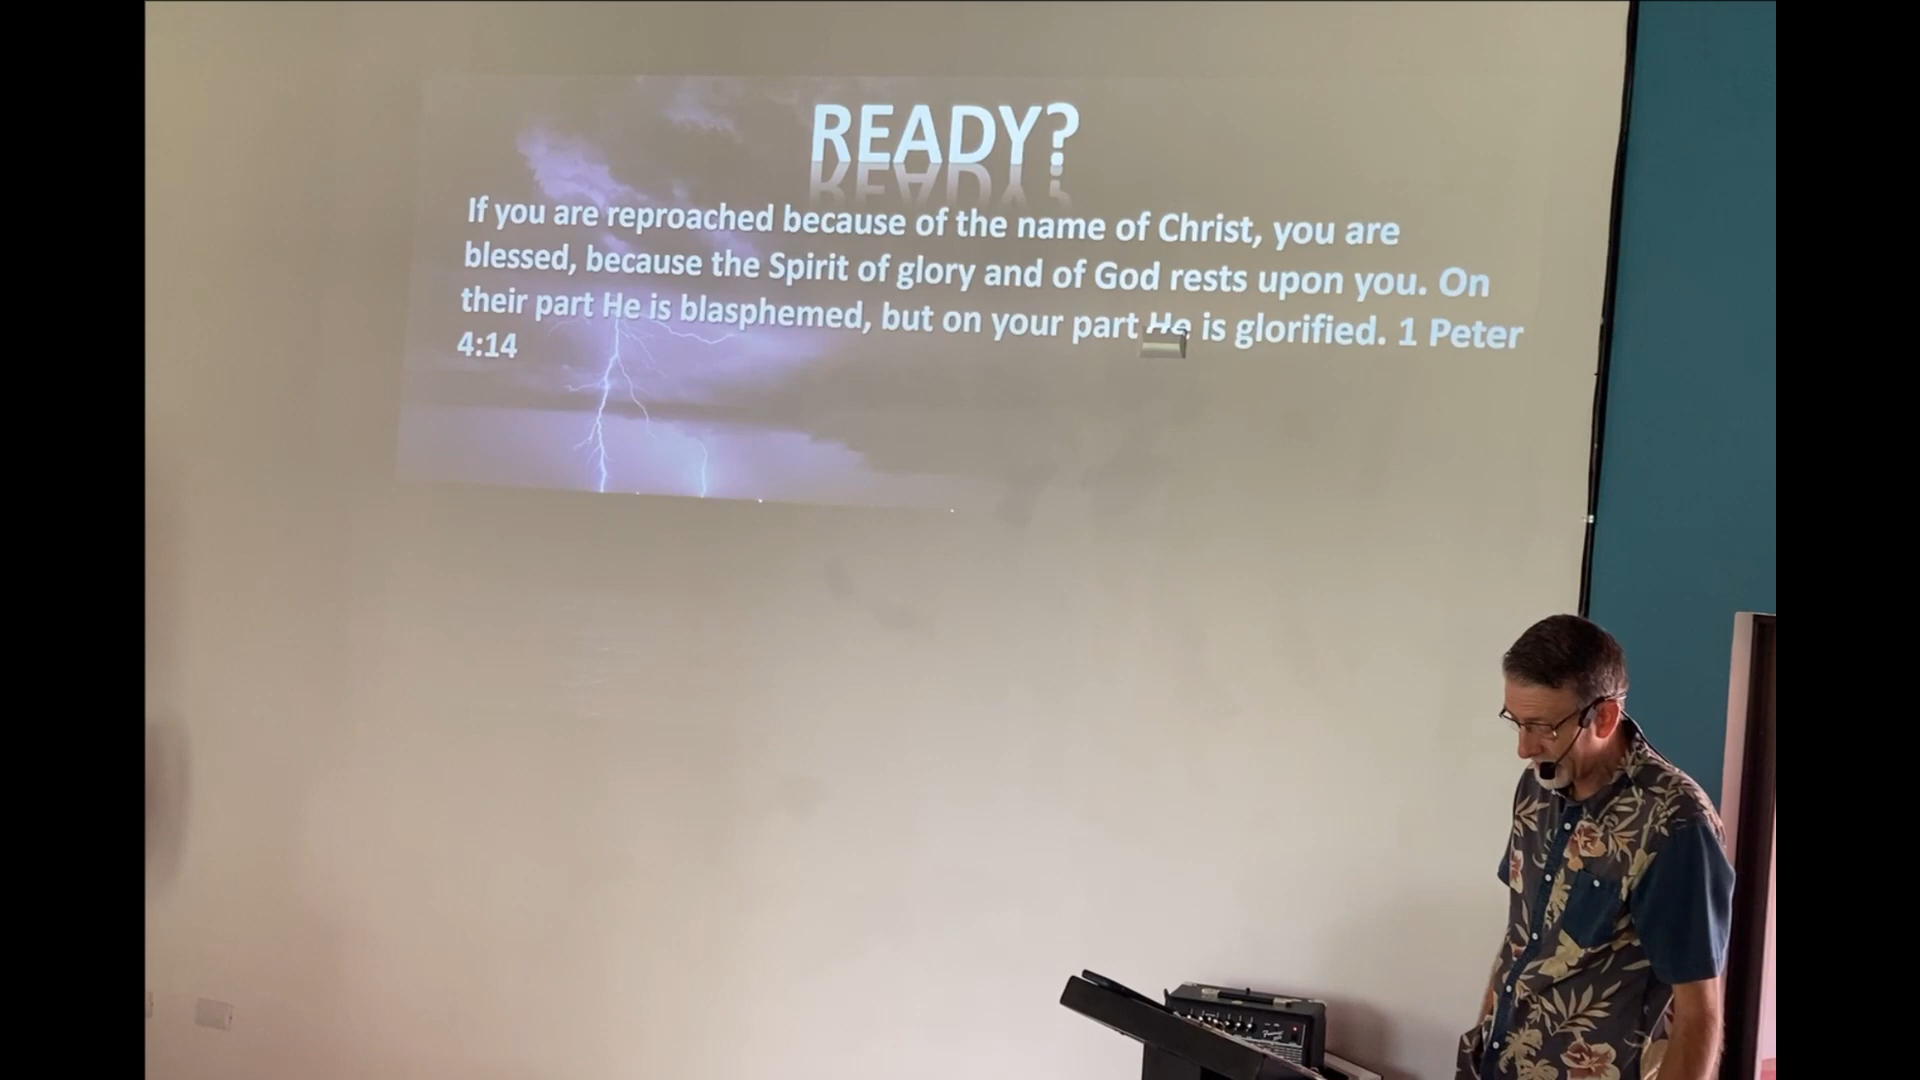 READY?
If you are reproached because of the name of Christ, you are
blessed, because the Spirit of glory and of God rests upon you. On
their part He is blasphemed, but on your part He is glorified. 1 Peter
4:14